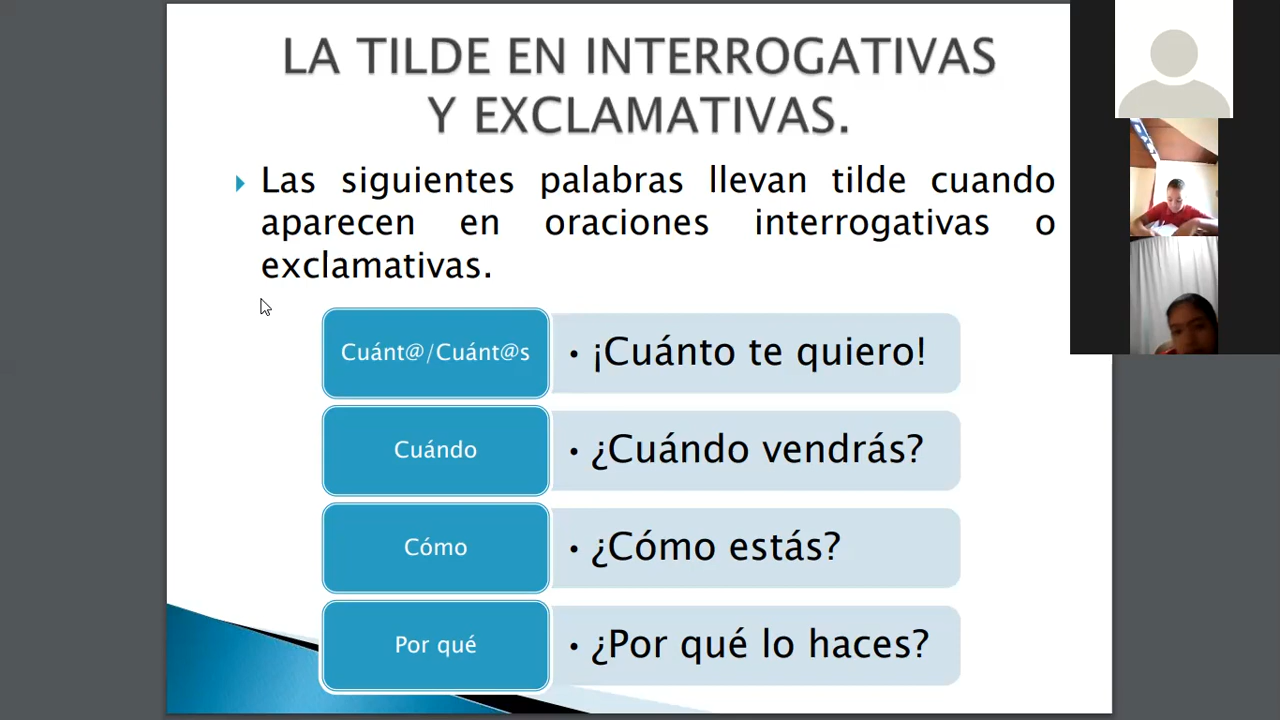 LA TILDE EN INTERROGATIVAS
Y EXCLAMATIVAS.
Las siguientes palabras llevan tilde cuando
aparecen en oraciones interrogativas o
exclamativas.
Cuánt@/Cuánt@s
• ¡Cuánto te quiero!
Cuándo
• ¿Cuándo vendrás?
Cómo
• ¿Cómo estás?
Por qué
• ¿Por qué lo haces?